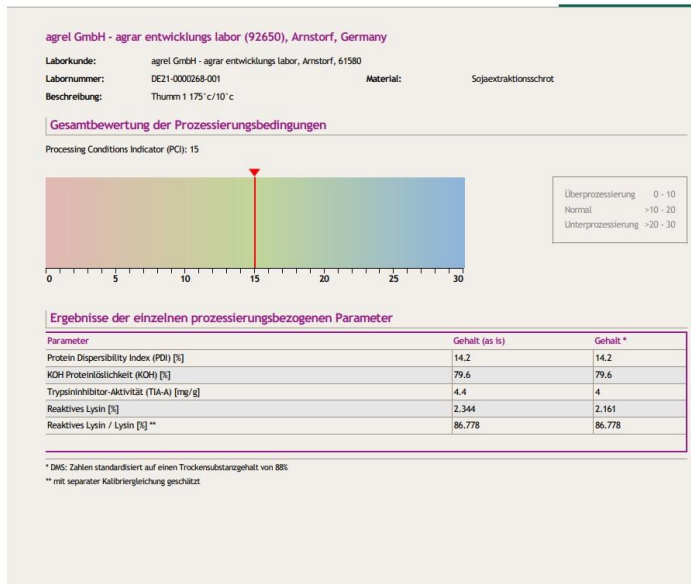 agrel GmbH - agrar entwicklungs labor (92650), Arnstorf, Germany
Laborkunde: agrel GmbH - agrar entwicklungs labor, Arnstorf, 61580
Labornummer: DE21-0000268-001 Material: Sojaextraktionsschrot
Beschreibung: Thumm 1 175°c/10°c
Gesamtbewertung der Prozessierungsbedingungen
Processing Conditions Indicator (PCI): 15
Überprozessierung 0 - 10
Normal >10 - 20
Unterprozessierung >20 - 30
0 5 10 15 20 25 30
Ergebnisse der einzelnen prozessierungsbezogenen Parameter
Parameter Gehalt (as is) Gehalt *
Protein Dispersibility Index (PDI) [%] 14.2 14.2
KOH Proteinlöslichkeit (KOH) [%] 79.6 79.6
Trypsininhibitor-Aktivität (TIA-A) [mg/g] 4.4 4
Reaktives Lysin [%] 2.344 2.161
Reaktives Lysin / Lysin [%] ** 86.778 86.778
* DMS: Zahlen standardisiert auf einen Trockensubstanzgehalt von 88%
** mit separater Kalibriergleichung geschätzt